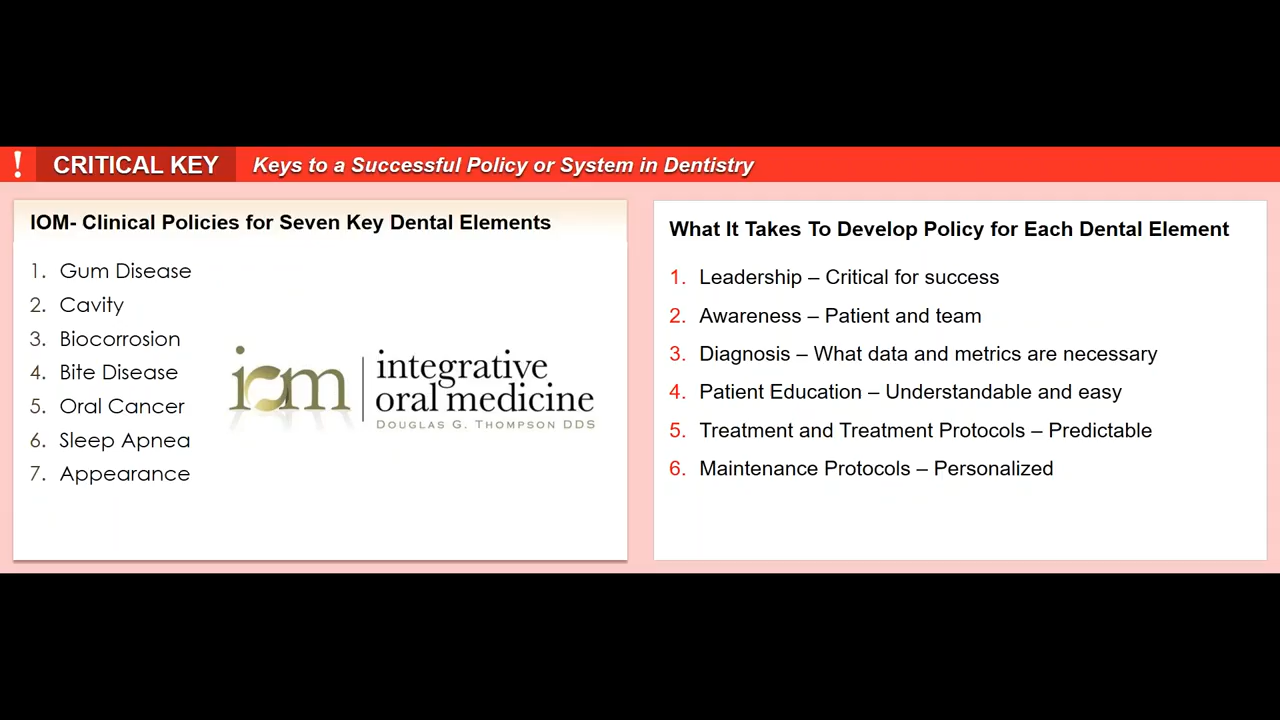 ! CRITICAL KEY Keys to a Successful Policy or System in Dentistry
IOM- Clinical Policies for Seven Key Dental Elements
1. Gum Disease
2. Cavity
3. Biocorrosion
4. Bite Disease
5. Oral Cancer
6. Sleep Apnea
7. Appearance
iom
integrative
oral medicine
DOUGLAS G. THOMPSON DDS
What It Takes To Develop Policy for Each Dental Element
1. Leadership – Critical for success
2. Awareness – Patient and team
3. Diagnosis – What data and metrics are necessary
4. Patient Education – Understandable and easy
5. Treatment and Treatment Protocols – Predictable
6. Maintenance Protocols – Personalized